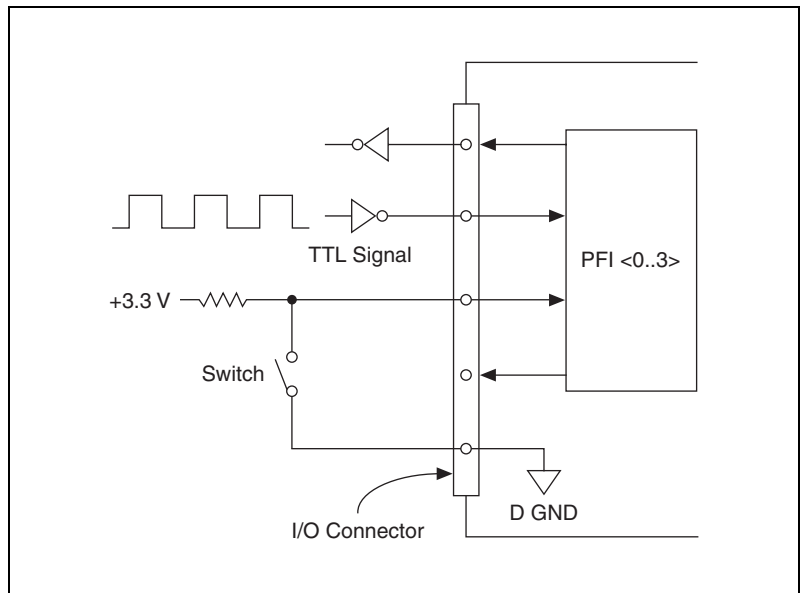 TTL Signal
PFI <0..3>
+3.3 V
Switch
D GND
I/O Connector